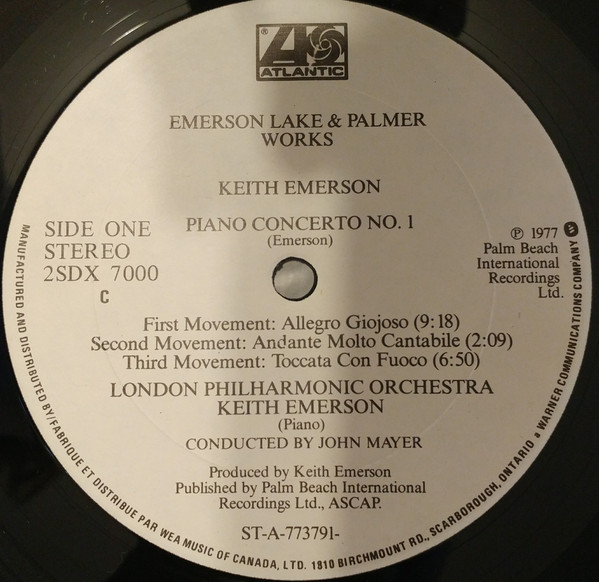 ®
ATLANTIC
EMERSON LAKE & PALMER
WORKS
KEITH EMERSON
SIDE ONE
STEREO
2SDX 7000
C
PIANO CONCERTO NO. 1
(Emerson)
℗ 1977
Palm Beach
International
Recordings
Ltd.
First Movement: Allegro Giojoso (9:18)
Second Movement: Andante Molto Cantabile (2:09)
Third Movement: Toccata Con Fuoco (6:50)
LONDON PHILHARMONIC ORCHESTRA
KEITH EMERSON
(Piano)
CONDUCTED BY JOHN MAYER
Produced by Keith Emerson
Published by Palm Beach International
Recordings Ltd., ASCAP.
ST-A-773791-
MANUFACTURED AND DISTRIBUTED BY/FABRIQUE ET DISTRIBUE PAR WEA MUSIC OF CANADA, LTD. 1810 BIRCHMOUNT RD., SCARBOROUGH, ONTARIO a WARNER COMMUNICATIONS COMPANY